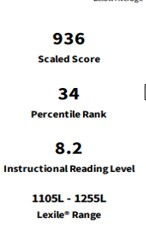 936
Scaled Score
34
Percentile Rank
8.2
Instructional Reading Level
1105L - 1255L
Lexile® Range